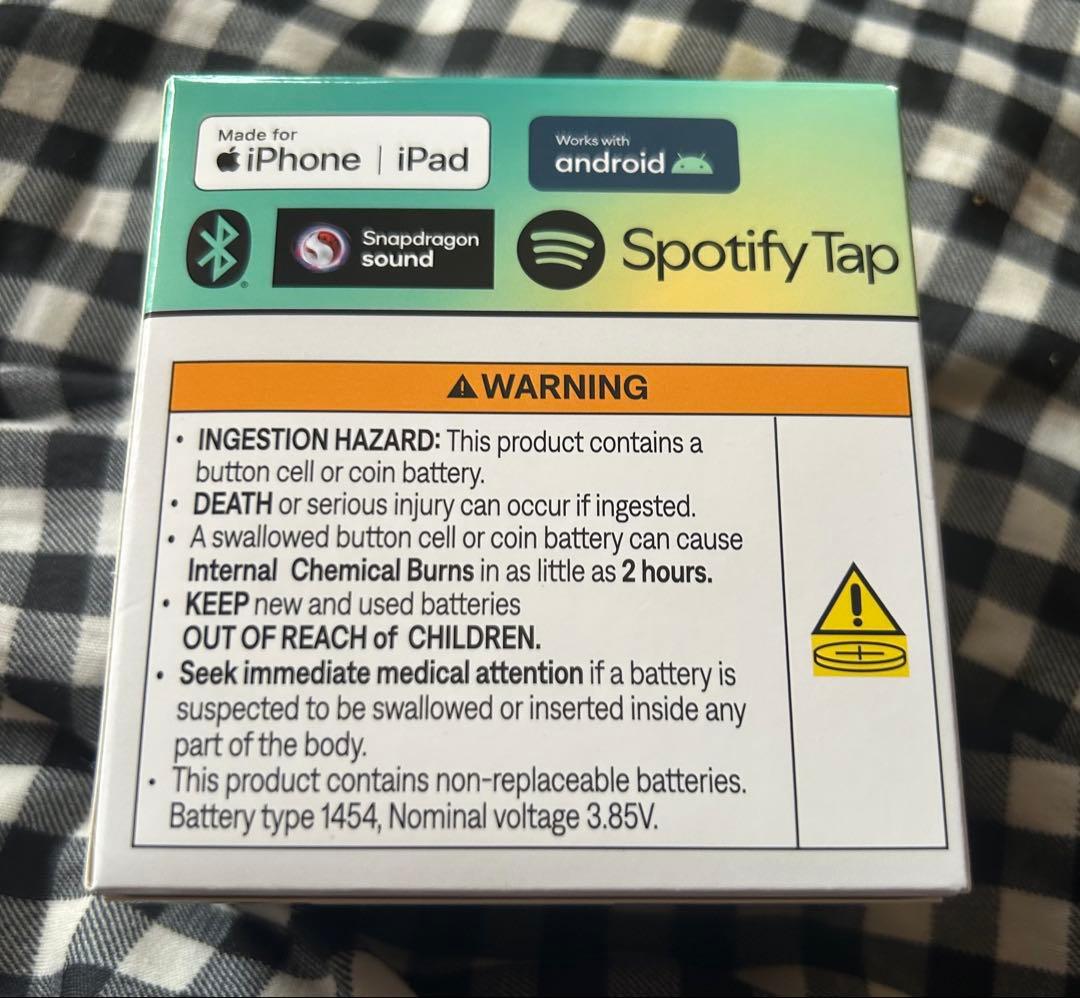 Made for
iPhone | iPad
Works with
android
Snapdragon
sound
Spotify Tap
®
WARNING
• INGESTION HAZARD: This product contains a
button cell or coin battery.
• DEATH or serious injury can occur if ingested.
• A swallowed button cell or coin battery can cause
Internal Chemical Burns in as little as 2 hours.
• KEEP new and used batteries
OUT OF REACH of CHILDREN.
• Seek immediate medical attention if a battery is
suspected to be swallowed or inserted inside any
part of the body.
• This product contains non-replaceable batteries.
Battery type 1454, Nominal voltage 3.85V.